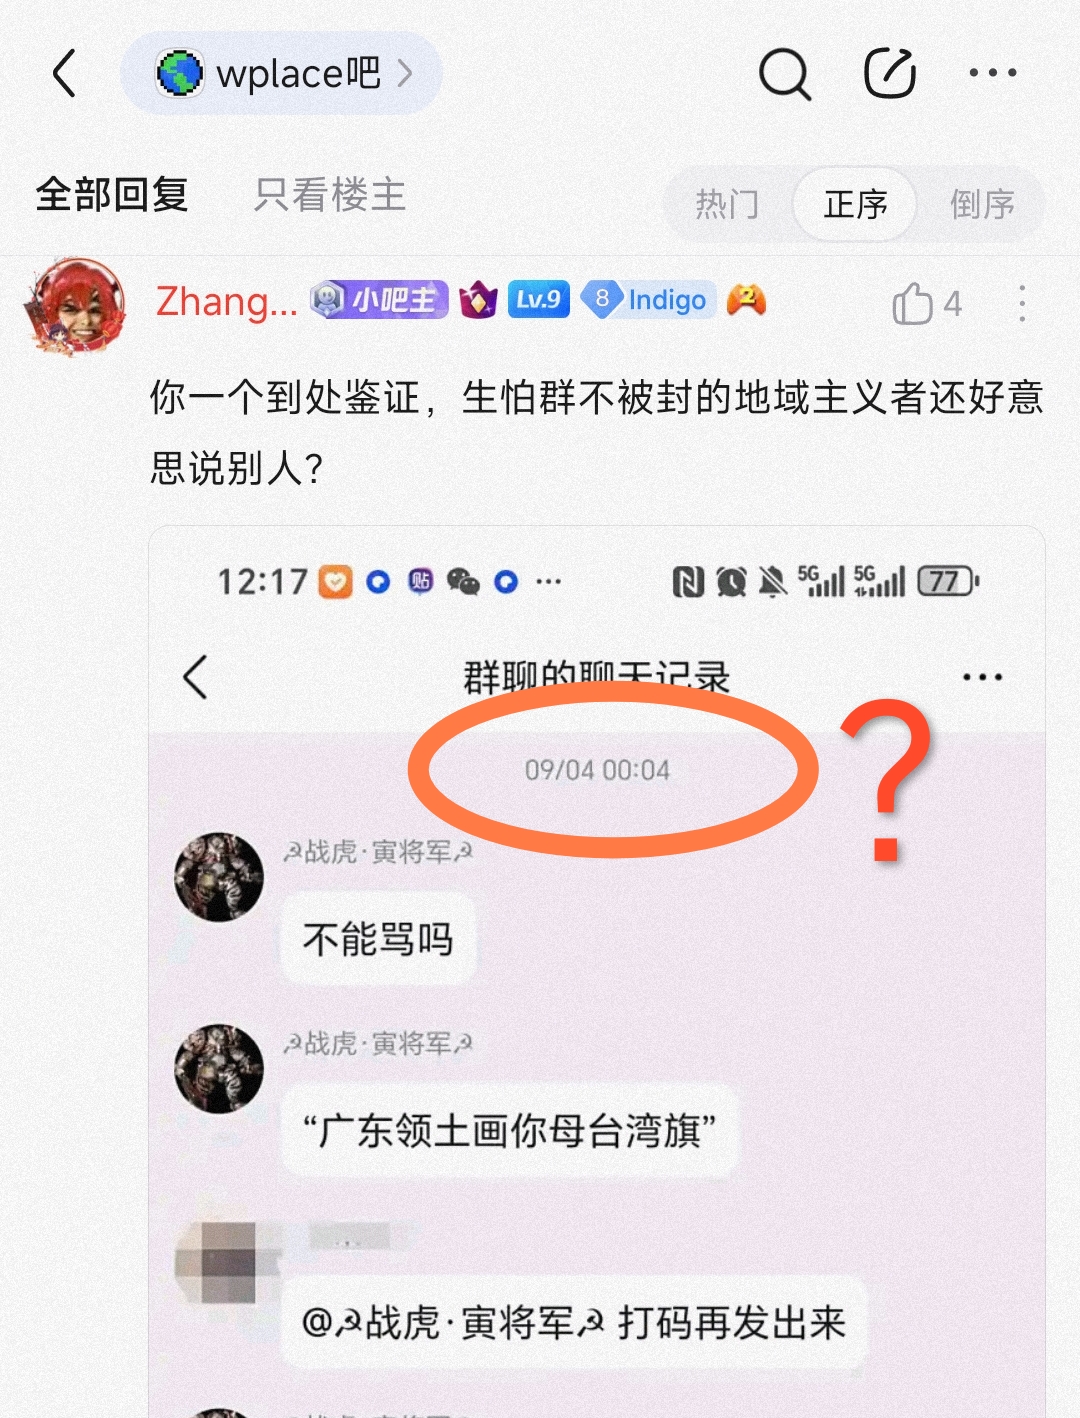 wplace吧
全部回复 只看楼主 热门 正序 倒序
Zhang... 小吧主 Lv.9 8 Indigo 2 4
你一个到处鉴证，生怕群不被封的地域主义者还好意
思说别人？
12:17 贴 ... 5G 5G 77
群聊的聊天记录
09/04 00:04
?
☭战虎·寅将军☭
不能骂吗
☭战虎·寅将军☭
“广东领土画你母台湾旗”
@☭战虎·寅将军☭ 打码再发出来